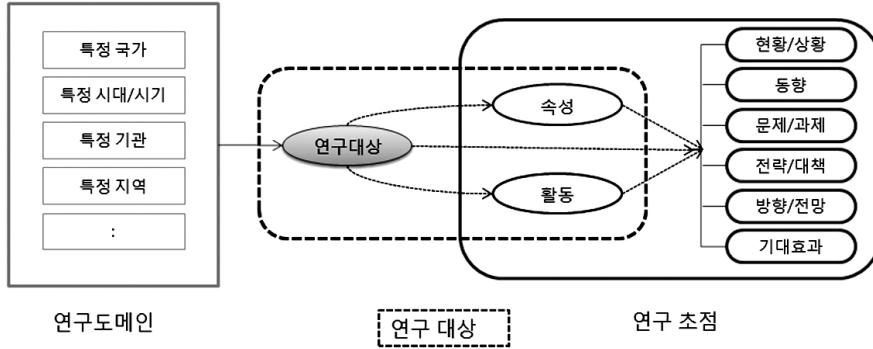 특정 국가
특정 시대/시기
특정 기관
특정 지역
:
연구대상
속성
활동
현황/상황
동향
문제/과제
전략/대책
방향/전망
기대효과
연구도메인
연구 대상
연구 초점